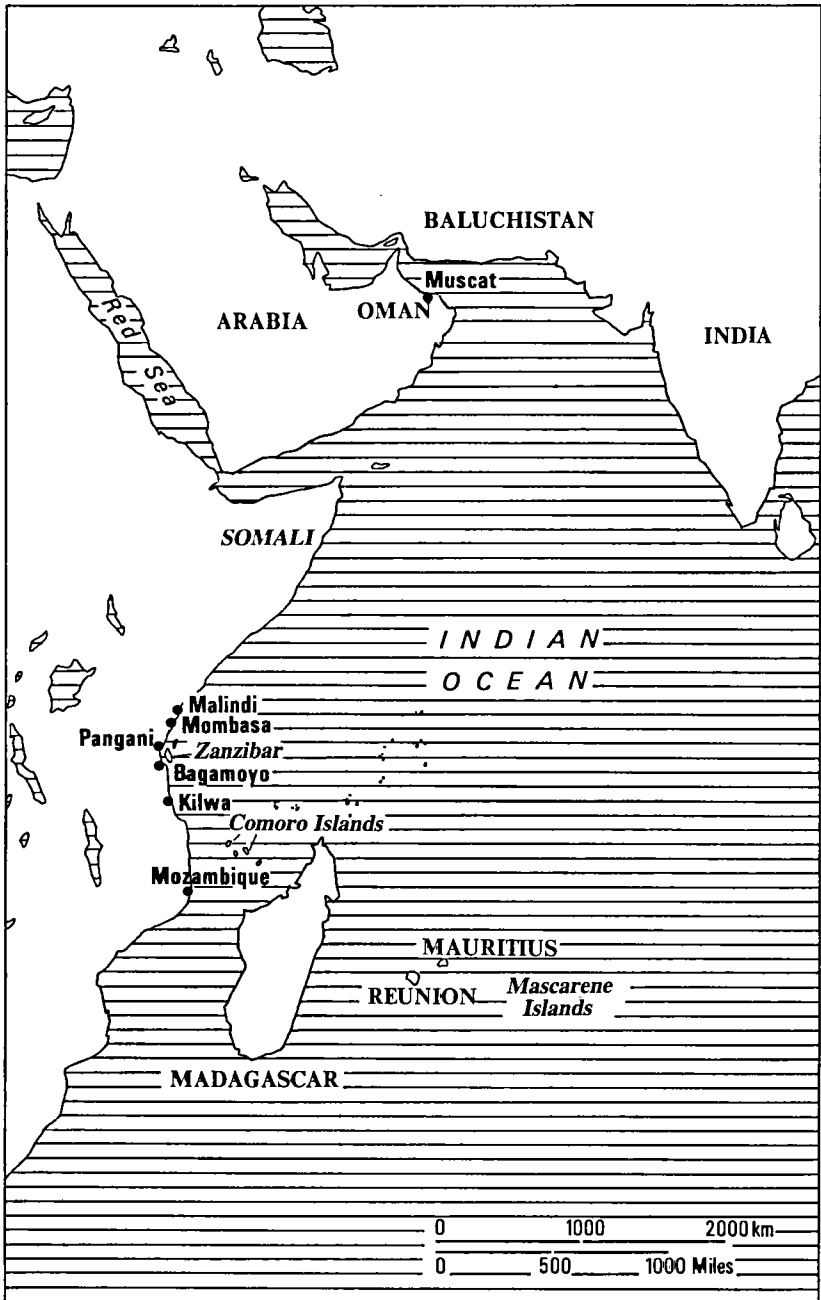 BALUCHISTAN
Muscat
OMAN
ARABIA
INDIA
Red Sea
SOMALI
INDIAN
OCEAN
Malindi
Mombasa
Pangani
Zanzibar
Bagamoyo
Kilwa
Comoro Islands
Mozambique
MAURITIUS
REUNION
Mascarene
Islands
MADAGASCAR
0 1000 2000 km
0 500 1000 Miles